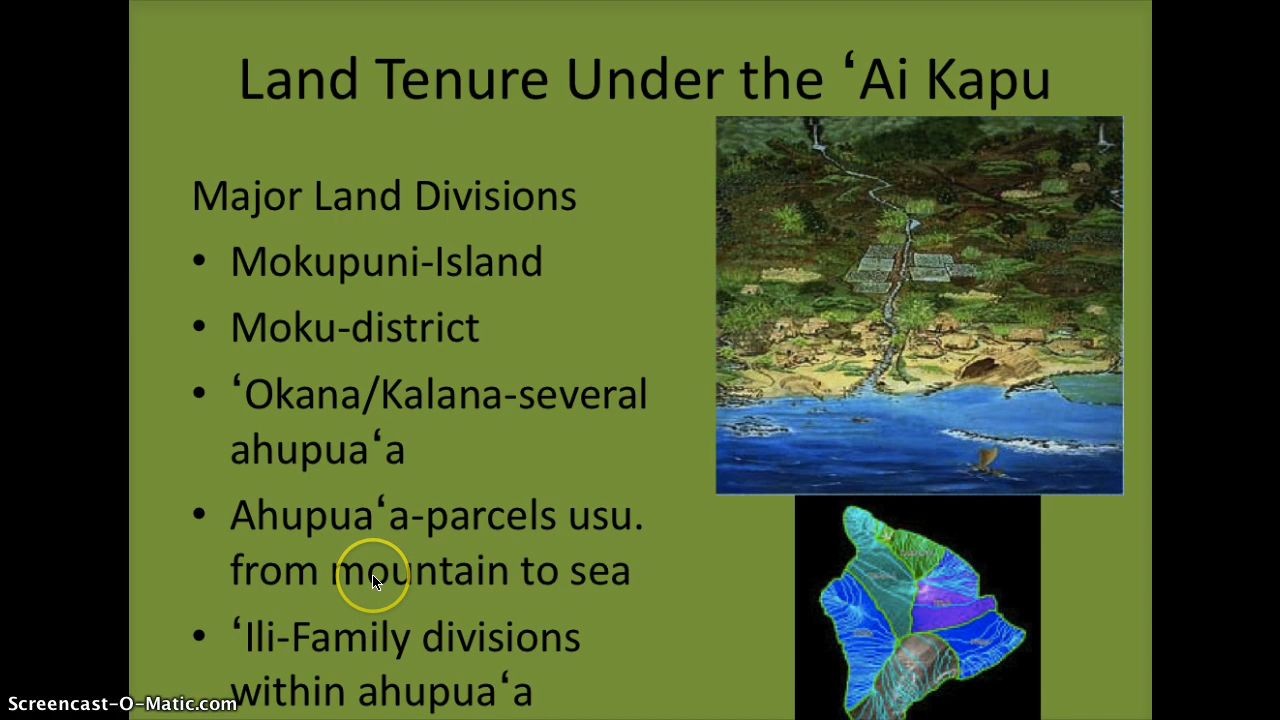 Land Tenure Under the ʻAi Kapu
Major Land Divisions
• Mokupuni-Island
• Moku-district
• ʻOkana/Kalana-several
ahupuaʻa
• Ahupuaʻa-parcels usu.
from mountain to sea
• ʻIli-Family divisions
within ahupuaʻa
Screencast-O-Matic.com